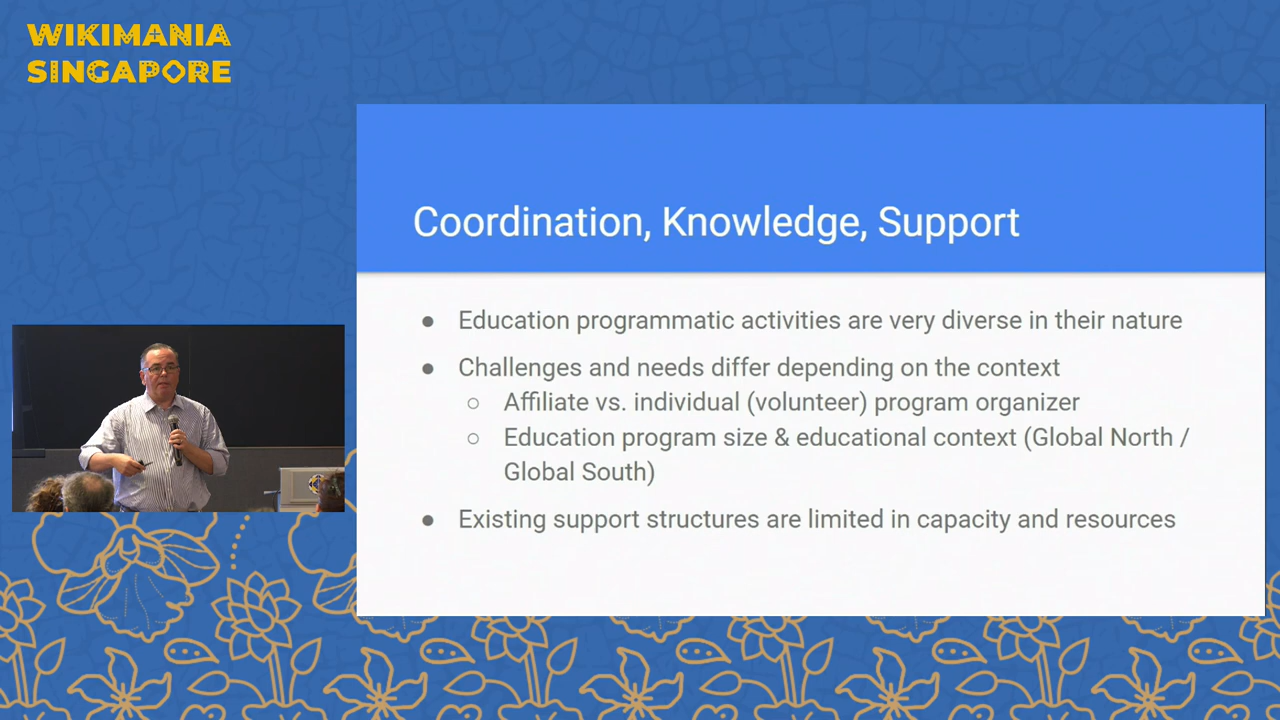 WIKIMANIA
SINGAPORE
Coordination, Knowledge, Support
● Education programmatic activities are very diverse in their nature
● Challenges and needs differ depending on the context
○ Affiliate vs. individual (volunteer) program organizer
○ Education program size & educational context (Global North /
Global South)
● Existing support structures are limited in capacity and resources